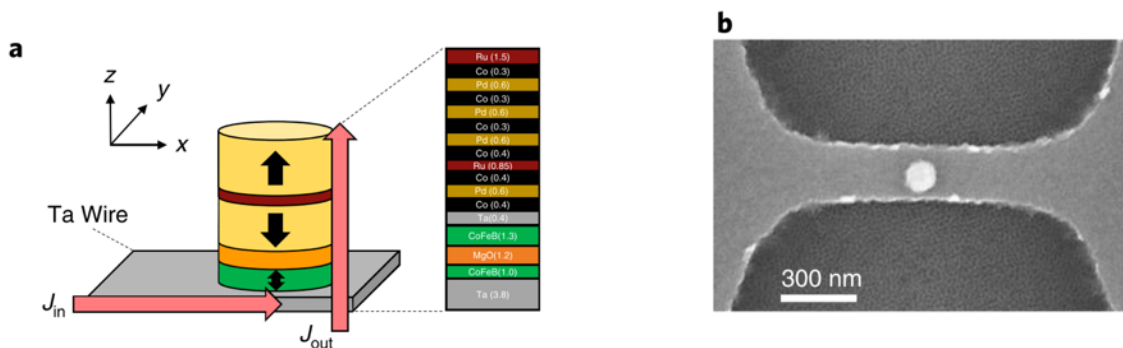 a
z
y
x
Ta Wire
J in
J out
Ru (1.5)
Co (0.3)
Pd (0.6)
Co (0.3)
Pd (0.6)
Co (0.3)
Pd (0.6)
Co (0.4)
Ru (0.85)
Co (0.4)
Pd (0.6)
Co (0.4)
Ta(0.4)
CoFeB(1.3)
MgO(1.2)
CoFeB(1.0)
Ta (3.8)
b
300 nm